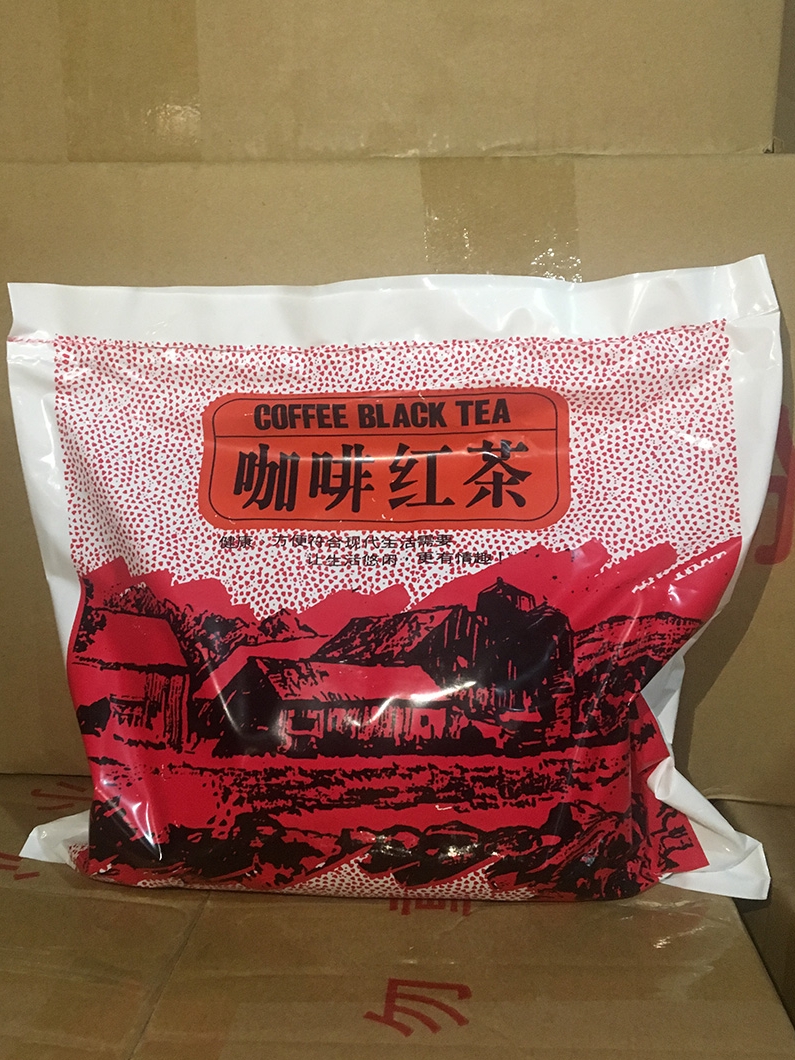 COFFEE BLACK TEA
咖啡红茶
健康、方便符合现代生活需要
让生活悠闲、更有情趣!
勿